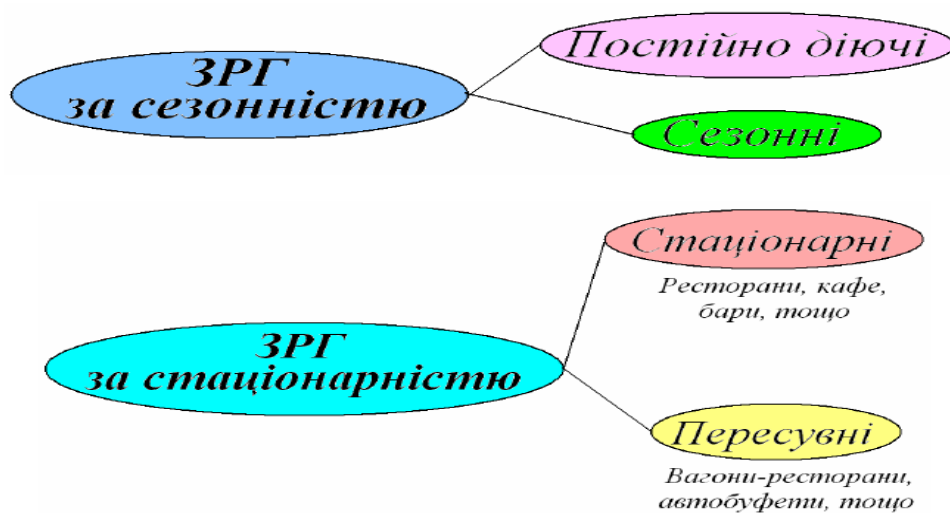 ЗРГ
за сезонністю
Постійно діючі
Сезонні
ЗРГ
за стаціонарністю
Стаціонарні
Ресторани, кафе,
бари, тощо
Пересувні
Вагони-ресторани,
автобуфети, тощо